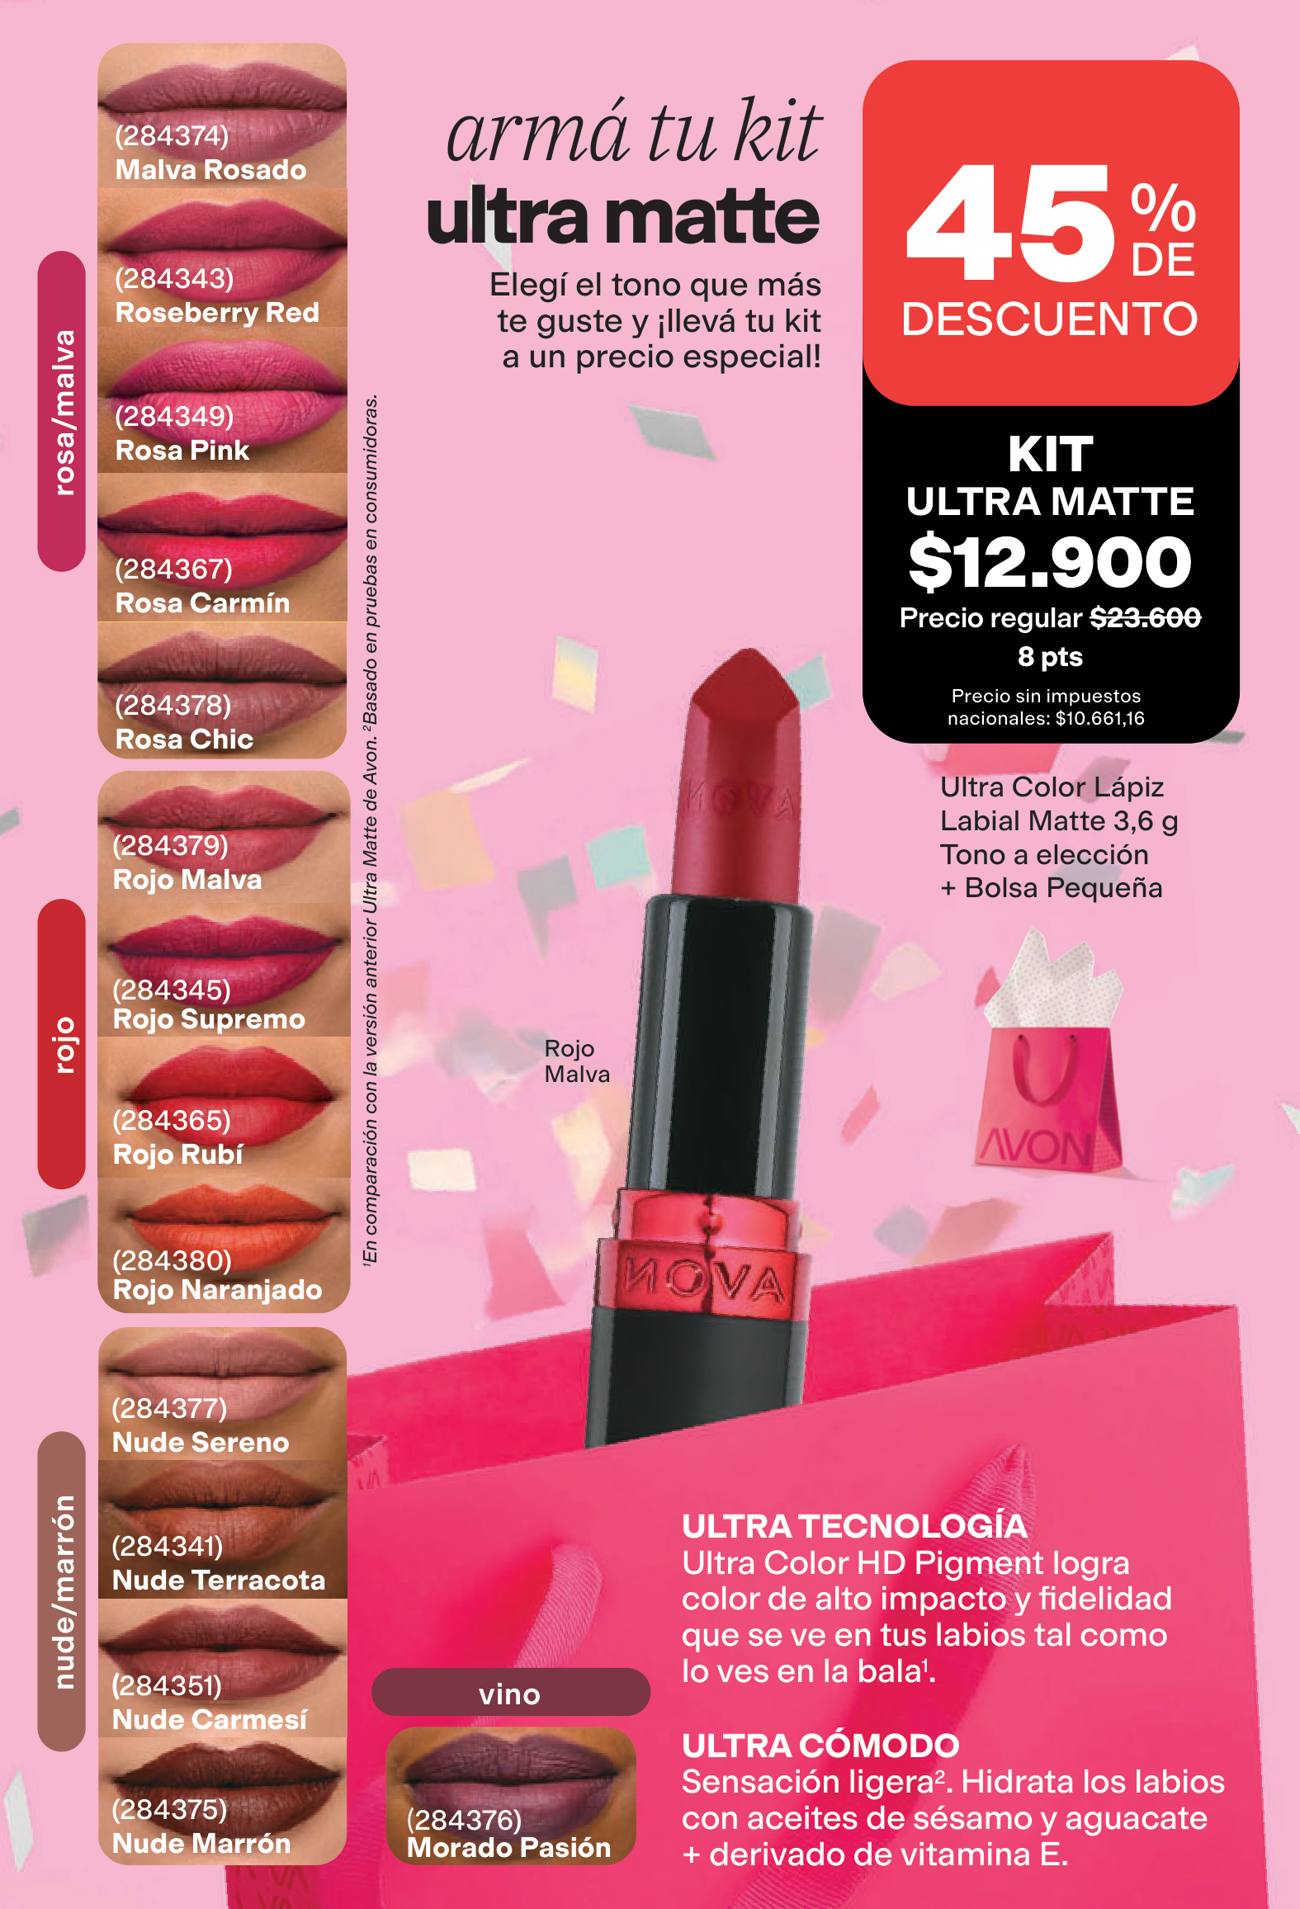 armá tu kit
ultra matte
Elegí el tono que más
te guste y ¡llevá tu kit
a un precio especial!
45%
DE
DESCUENTO
KIT
ULTRA MATTE
$12.900
Precio regular $23.600
8 pts
Precio sin impuestos
nacionales: $10.661,16
Ultra Color Lápiz
Labial Matte 3,6 g
Tono a elección
+ Bolsa Pequeña
AVON
rosa/malva
(284374)
Malva Rosado
(284343)
Roseberry Red
(284349)
Rosa Pink
(284367)
Rosa Carmín
(284378)
Rosa Chic
rojo
(284379)
Rojo Malva
(284345)
Rojo Supremo
(284365)
Rojo Rubí
(284380)
Rojo Naranjado
nude/marrón
(284377)
Nude Sereno
(284341)
Nude Terracota
(284351)
Nude Carmesí
(284375)
Nude Marrón
vino
(284376)
Morado Pasión
¹En comparación con la versión anterior Ultra Matte de Avon. ²Basado en pruebas en consumidoras.
Rojo
Malva
AVON
AVON
ULTRA TECNOLOGÍA
Ultra Color HD Pigment logra
color de alto impacto y fidelidad
que se ve en tus labios tal como
lo ves en la bala¹.
ULTRA CÓMODO
Sensación ligera². Hidrata los labios
con aceites de sésamo y aguacate
+ derivado de vitamina E.